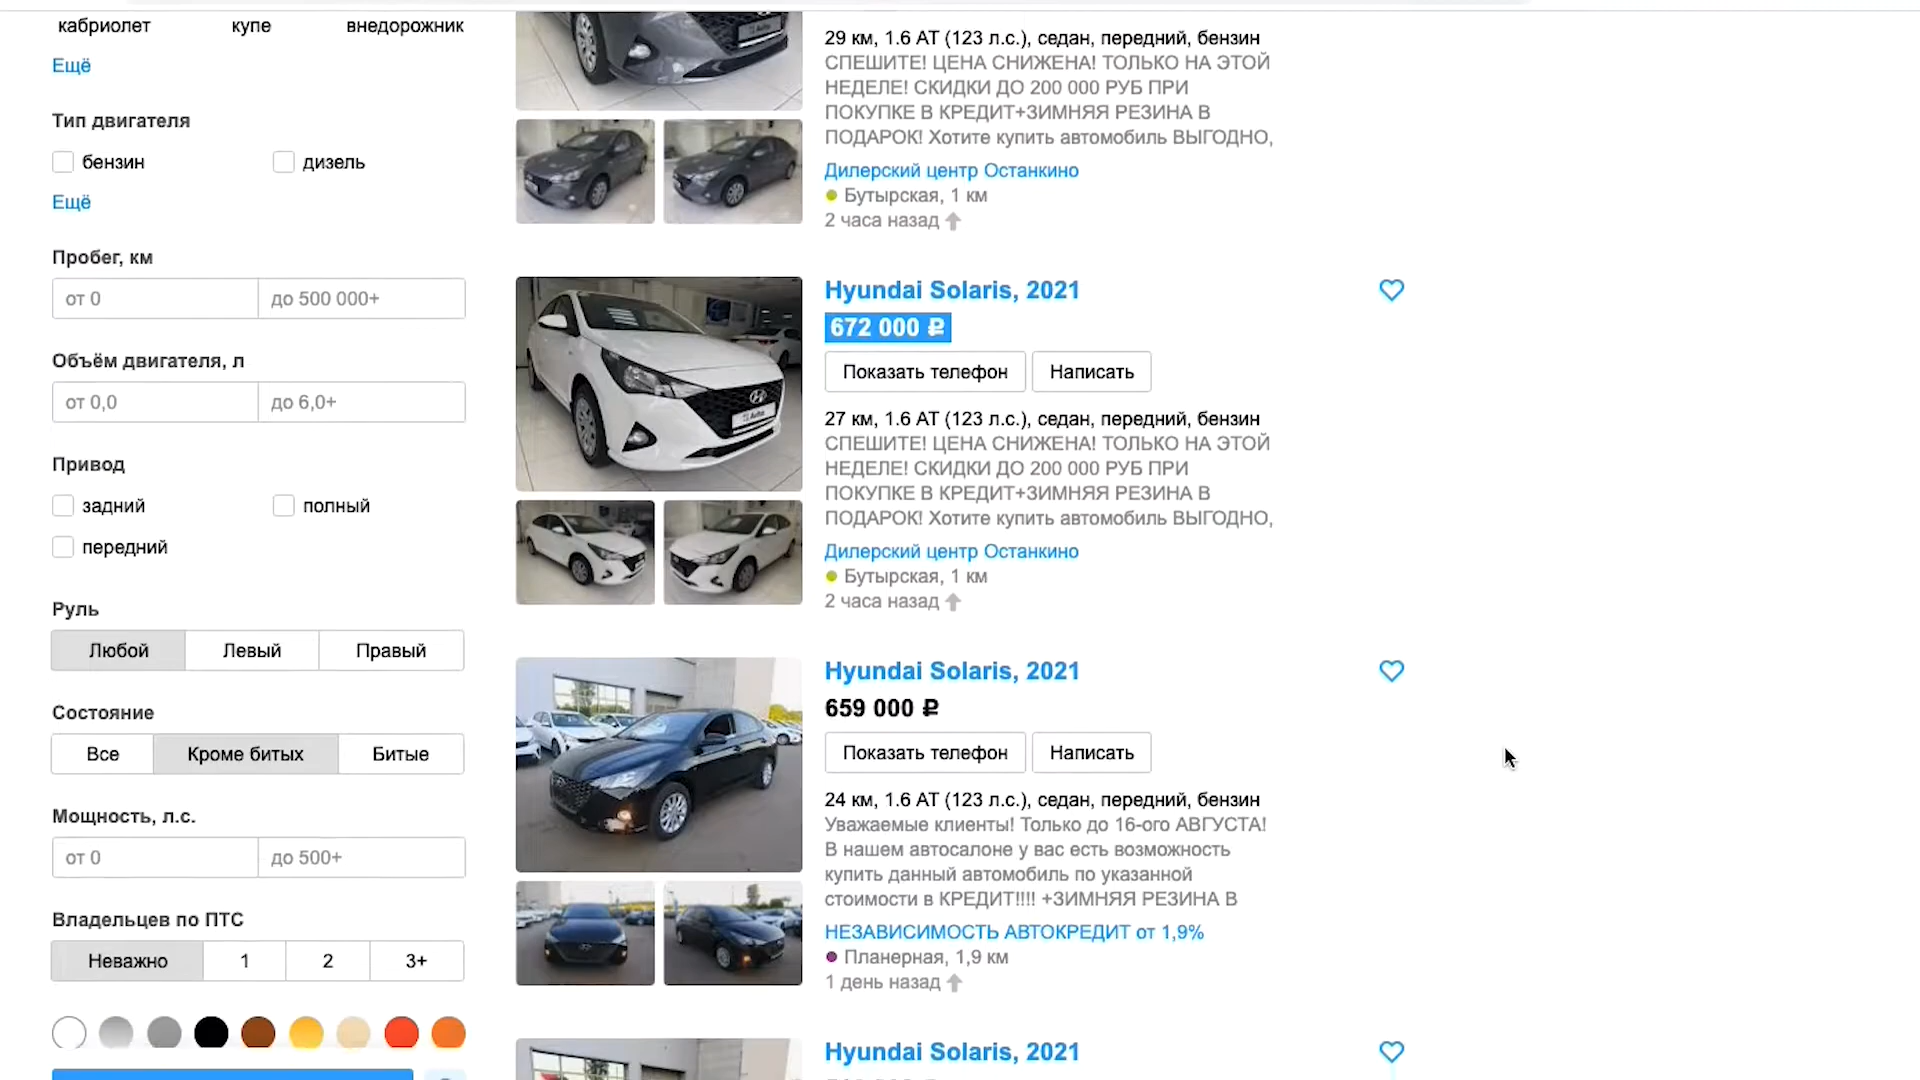 кабриолет купе внедорожник
Ещё
Тип двигателя
бензин дизель
Ещё
Пробег, км
от 0 до 500 000+
Объём двигателя, л
от 0,0 до 6,0+
Привод
задний полный
передний
Руль
Любой Левый Правый
Состояние
Все Кроме битых Битые
Мощность, л.с.
от 0 до 500+
Владельцев по ПТС
Неважно 1 2 3+
29 км, 1.6 AT (123 л.с.), седан, передний, бензин
СПЕШИТЕ! ЦЕНА СНИЖЕНА! ТОЛЬКО НА ЭТОЙ
НЕДЕЛЕ! СКИДКИ ДО 200 000 РУБ ПРИ
ПОКУПКЕ В КРЕДИТ+ЗИМНЯЯ РЕЗИНА В
ПОДАРОК! Хотите купить автомобиль ВЫГОДНО,
Дилерский центр Останкино
Бутырская, 1 км
2 часа назад
Hyundai Solaris, 2021
672 000 ₽
Показать телефон Написать
27 км, 1.6 AT (123 л.с.), седан, передний, бензин
СПЕШИТЕ! ЦЕНА СНИЖЕНА! ТОЛЬКО НА ЭТОЙ
НЕДЕЛЕ! СКИДКИ ДО 200 000 РУБ ПРИ
ПОКУПКЕ В КРЕДИТ+ЗИМНЯЯ РЕЗИНА В
ПОДАРОК! Хотите купить автомобиль ВЫГОДНО,
Дилерский центр Останкино
Бутырская, 1 км
2 часа назад
Hyundai Solaris, 2021
659 000 ₽
Показать телефон Написать
24 км, 1.6 AT (123 л.с.), седан, передний, бензин
Уважаемые клиенты! Только до 16-ого АВГУСТА!
В нашем автосалоне у вас есть возможность
купить данный автомобиль по указанной
стоимости в КРЕДИТ!!!! +ЗИМНЯЯ РЕЗИНА В
НЕЗАВИСИМОСТЬ АВТОКРЕДИТ от 1,9%
Планерная, 1,9 км
1 день назад
Hyundai Solaris, 2021